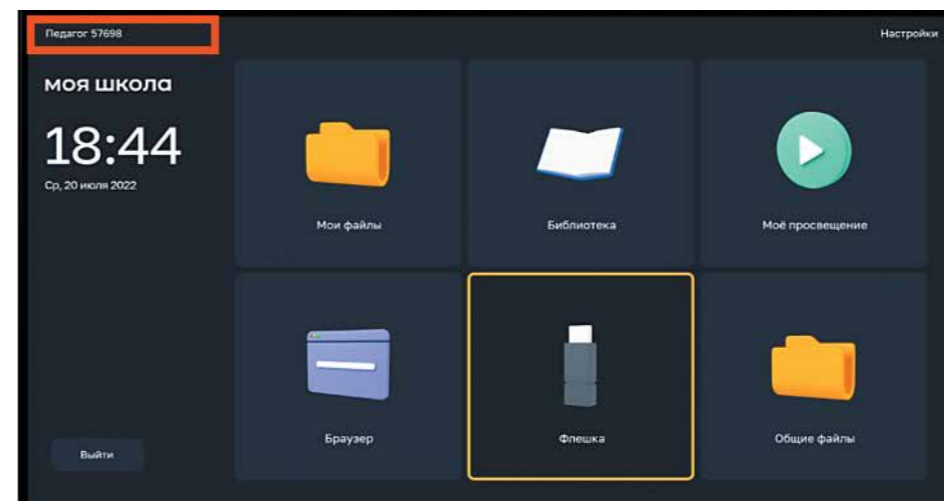 Педагог 57698
Настройки
моя школа
18:44
Ср, 20 июля 2022
Мои файлы
Библиотека
Моё просвещение
Браузер
Флешка
Общие файлы
Выйти